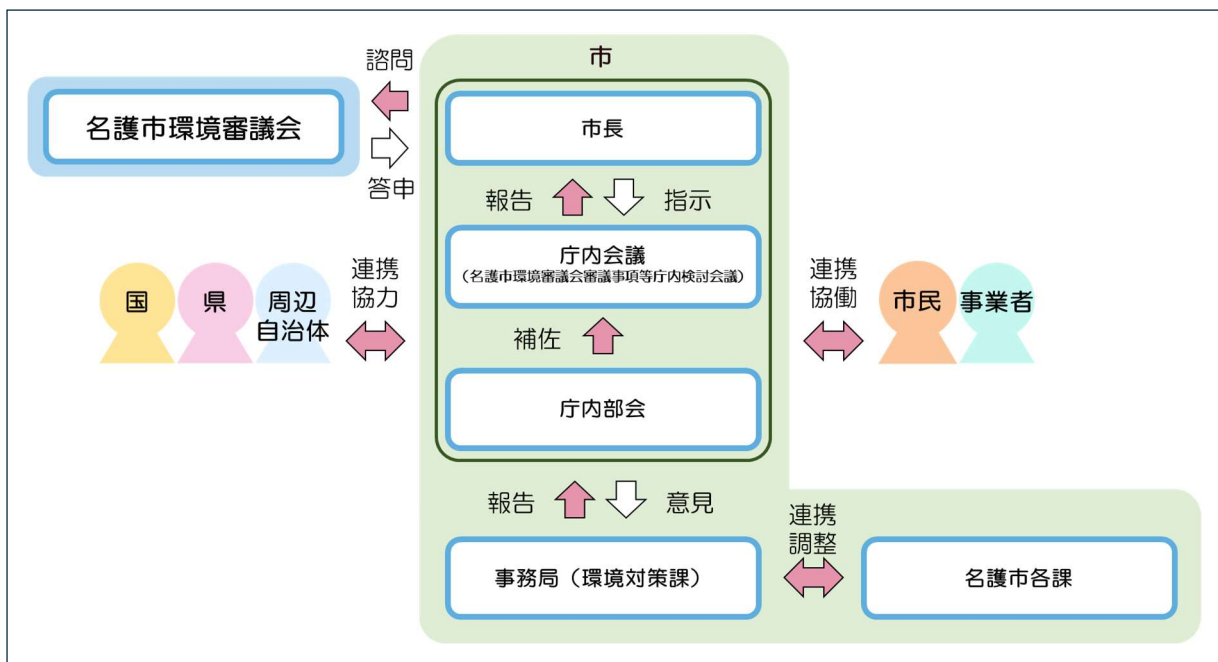 市
諮問
名護市環境審議会
答申
市長
報告
指示
庁内会議
(名護市環境審議会審議事項等庁内検討会議)
連携
協力
国
県
周辺
自治体
連携
協働
市民
事業者
補佐
庁内部会
報告
意見
事務局(環境対策課)
連携
調整
名護市各課